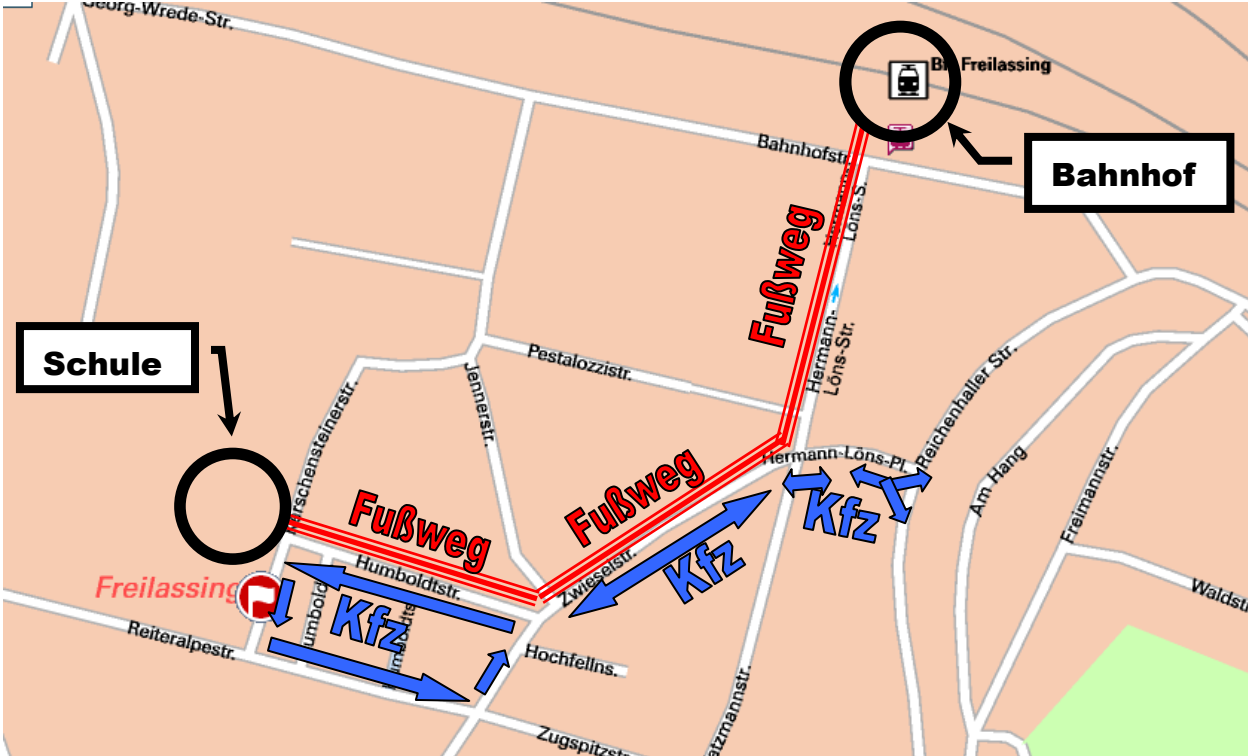 Georg-Wrede-Str.
Freilassing
Bahnhof
Bahnhofstr.
Hermann-
Löns-S.
Fußweg
Hermann-
Löns-Str.
Schule
Pestalozzistr.
Jennerstr.
Reichenhaller Str.
Hermann-Löns-Pl.
Am Hang
Freimannstr.
Fußweg
Fußweg
Kfz
Kfz
Zwieselstr.
Humboldtstr.
Freilassing
Kfz
Reiteralpestr.
Hochfellns.
Zugspitzstr.